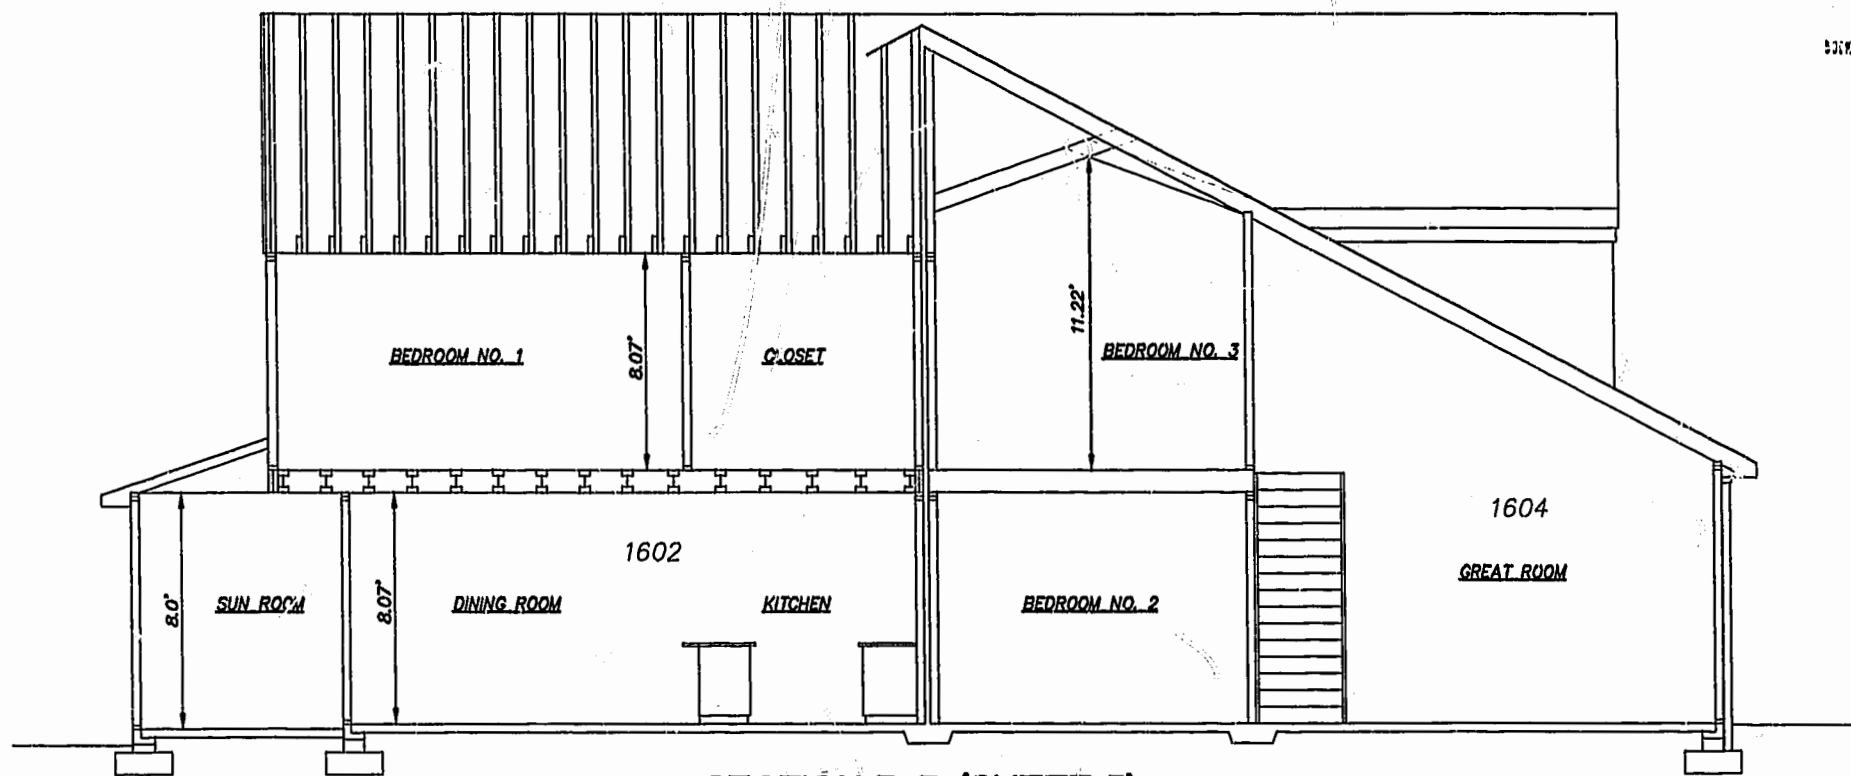 11.22'
BEDROOM NO. 1
8.07'
CLOSET
BEDROOM NO. 3
1602
1604
8.0'
SUN ROOM
8.07'
DINING ROOM
KITCHEN
BEDROOM NO. 2
GREAT ROOM